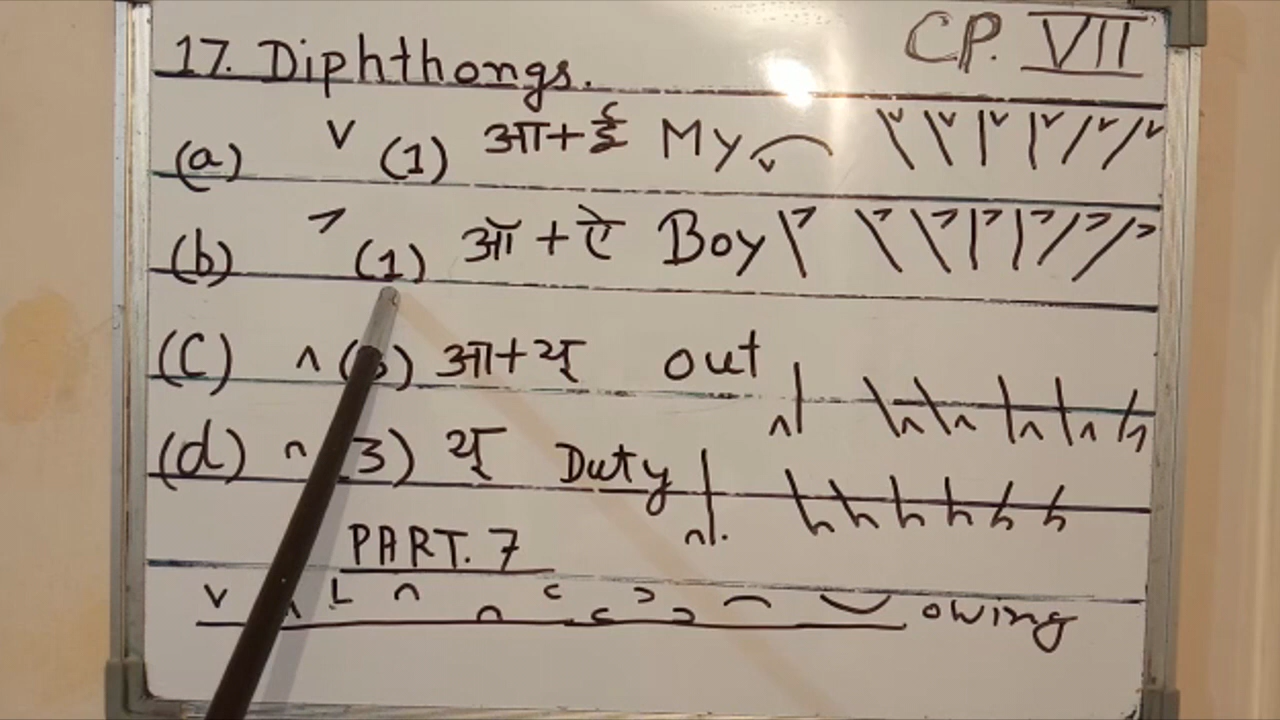 CP. VII
17. Diphthongs.
(a) v (1) आ+ई My
(b) (1) ऑ+ऐ Boy
(C) ^ आ+यू out
(d) 3) यू Duty
PART. 7
owing